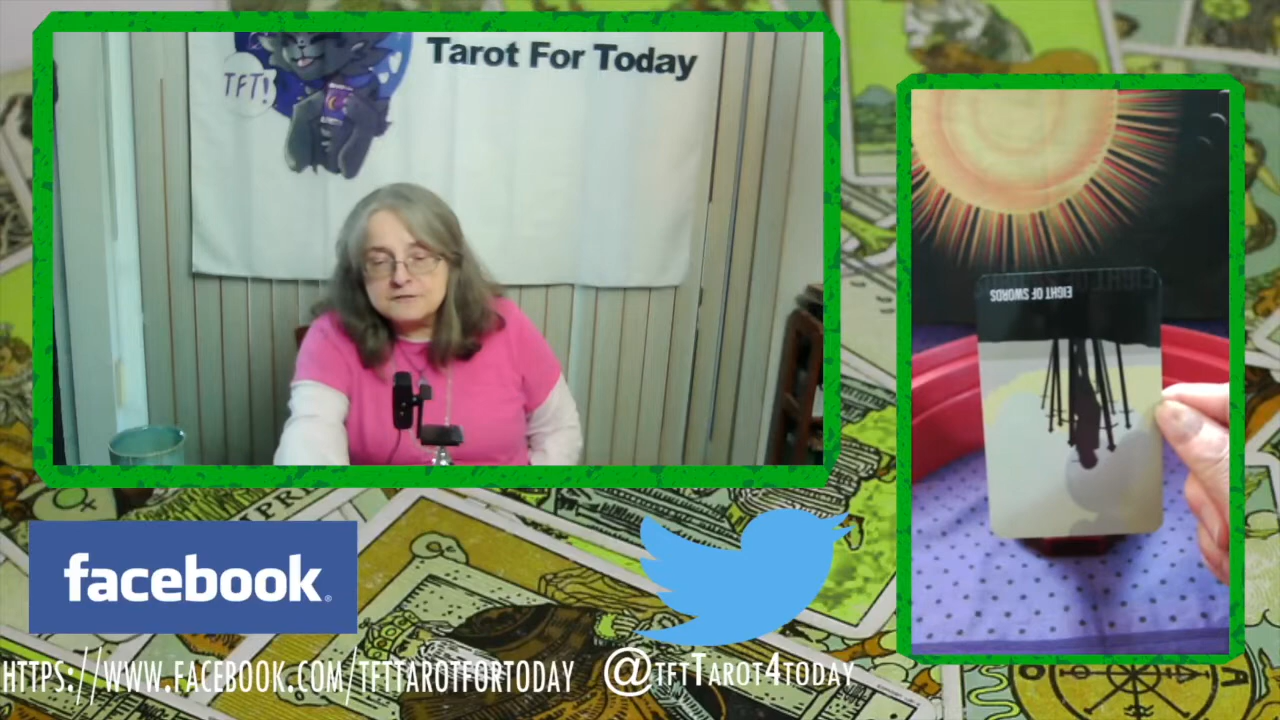 TFT!
Tarot For Today
EIGHT OF SWORDS
facebook®
HTTPS://WWW.FACEBOOK.COM/TFTTAROTFORTODAY
@TFTTAROT4TODAY